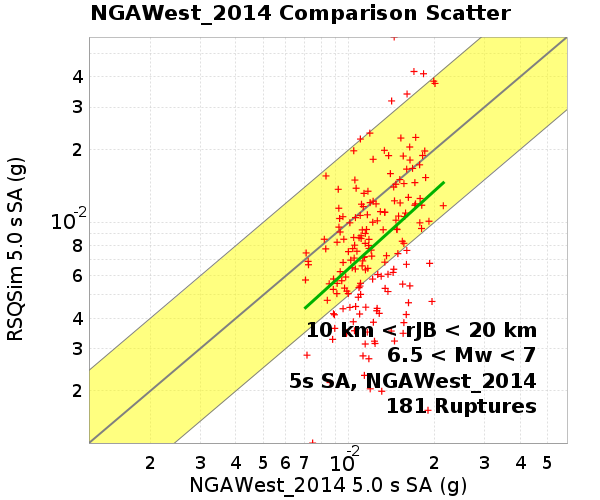 NGAWest_2014 Comparison Scatter
RSQSim 5.0 s SA (g)
4
3
2
10-2
8
6
4
3
2
10 km < rJB < 20 km
6.5 < Mw < 7
5s SA, NGAWest_2014
181 Ruptures
2 3 4 5 6 7 10-2 2 3 4 5
NGAWest_2014 5.0 s SA (g)